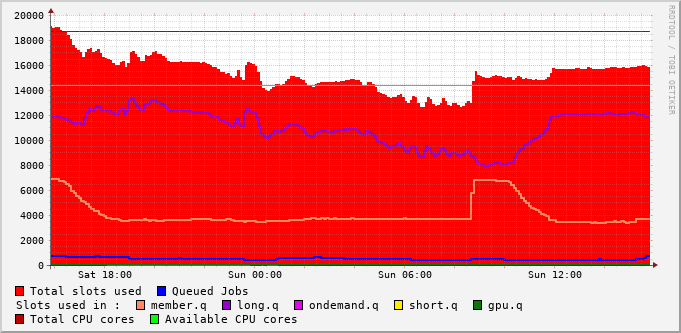 RRDTOOL / TOBI OETIKER
20000
18000
16000
14000
12000
10000
8000
6000
4000
2000
0
Sat 18:00 Sun 00:00 Sun 06:00 Sun 12:00
Total slots used Queued Jobs
Slots used in : member.q long.q ondemand.q short.q gpu.q
Total CPU cores Available CPU cores